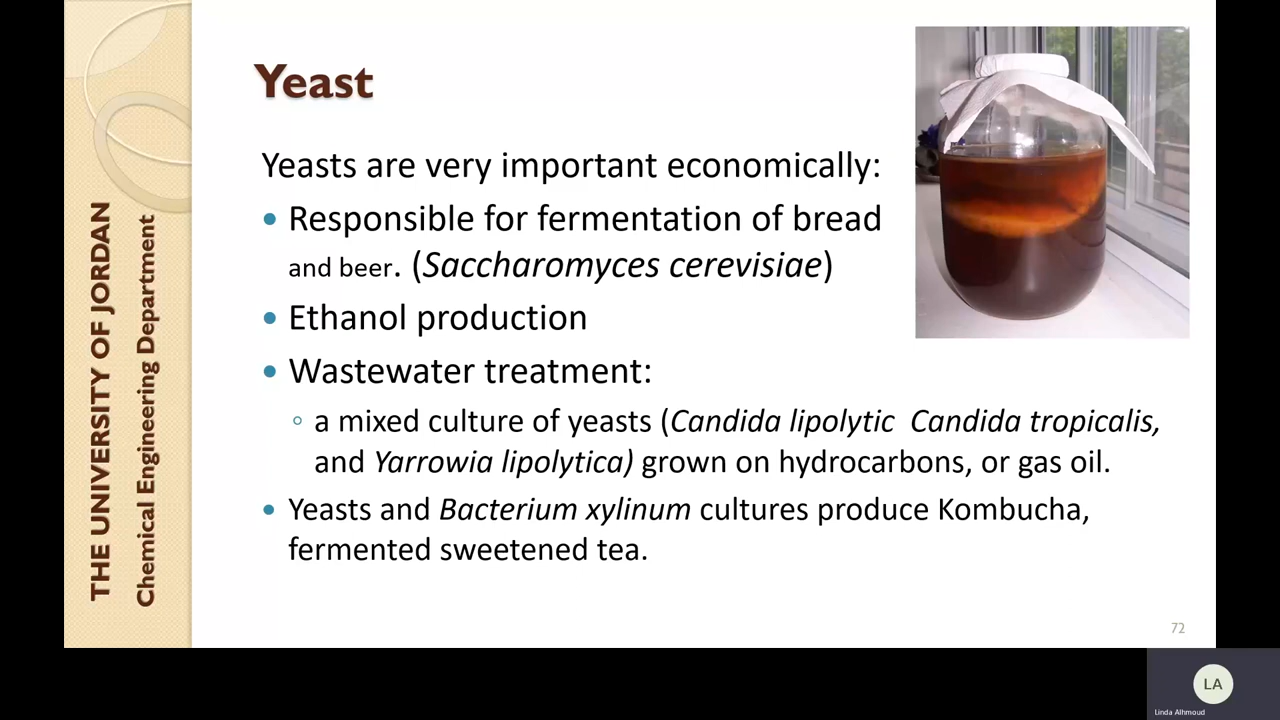 THE UNIVERSITY OF JORDAN
Chemical Engineering Department
Yeast
Yeasts are very important economically:
• Responsible for fermentation of bread
and beer. (Saccharomyces cerevisiae)
• Ethanol production
• Wastewater treatment:
◦ a mixed culture of yeasts (Candida lipolytic Candida tropicalis,
and Yarrowia lipolytica) grown on hydrocarbons, or gas oil.
• Yeasts and Bacterium xylinum cultures produce Kombucha,
fermented sweetened tea.
72
LA
Linda Alhmoud